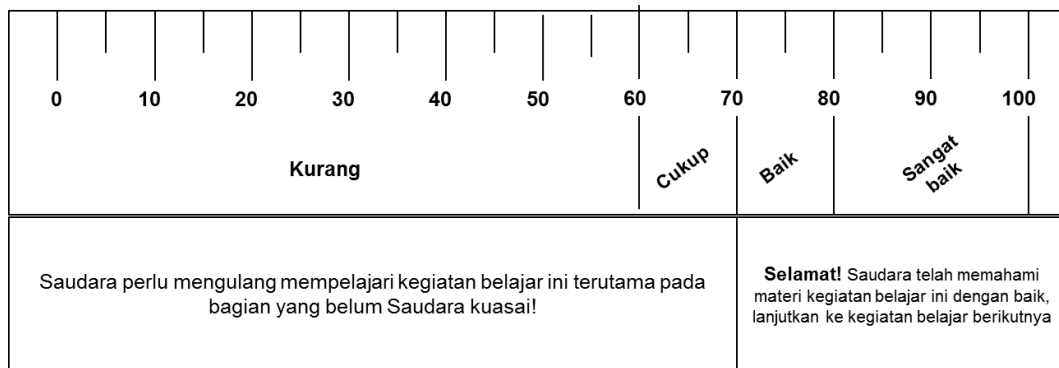 0 10 20 30 40 50 60 70 80 90 100
Kurang
Cukup
Baik
Sangat
baik
Saudara perlu mengulang mempelajari kegiatan belajar ini terutama pada
bagian yang belum Saudara kuasai!
Selamat! Saudara telah memahami
materi kegiatan belajar ini dengan baik,
lanjutkan ke kegiatan belajar berikutnya